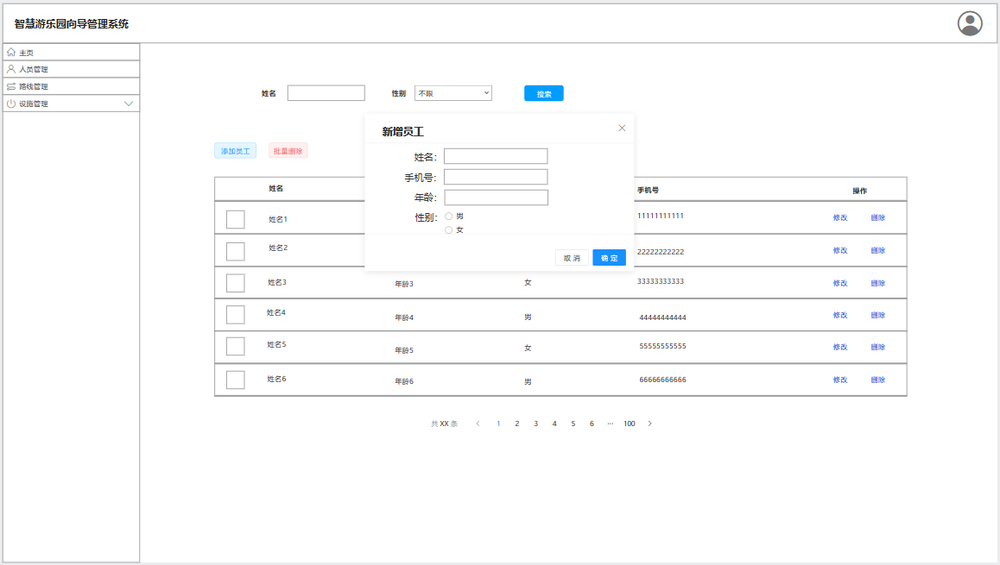 智慧游乐园向导管理系统
主页
人员管理
路线管理
设施管理
姓名 性别 不限 搜索
新增员工
添加员工 批量删除
姓名:
手机号:
年龄:
性别: 男
女
取 消 确 定
姓名 手机号 操作
姓名1 11111111111 修改 删除
姓名2 22222222222 修改 删除
姓名3 年龄3 女 33333333333 修改 删除
姓名4 年龄4 男 44444444444 修改 删除
姓名5 年龄5 女 55555555555 修改 删除
姓名6 年龄6 男 66666666666 修改 删除
共 XX 条 < 1 2 3 4 5 6 ··· 100 >